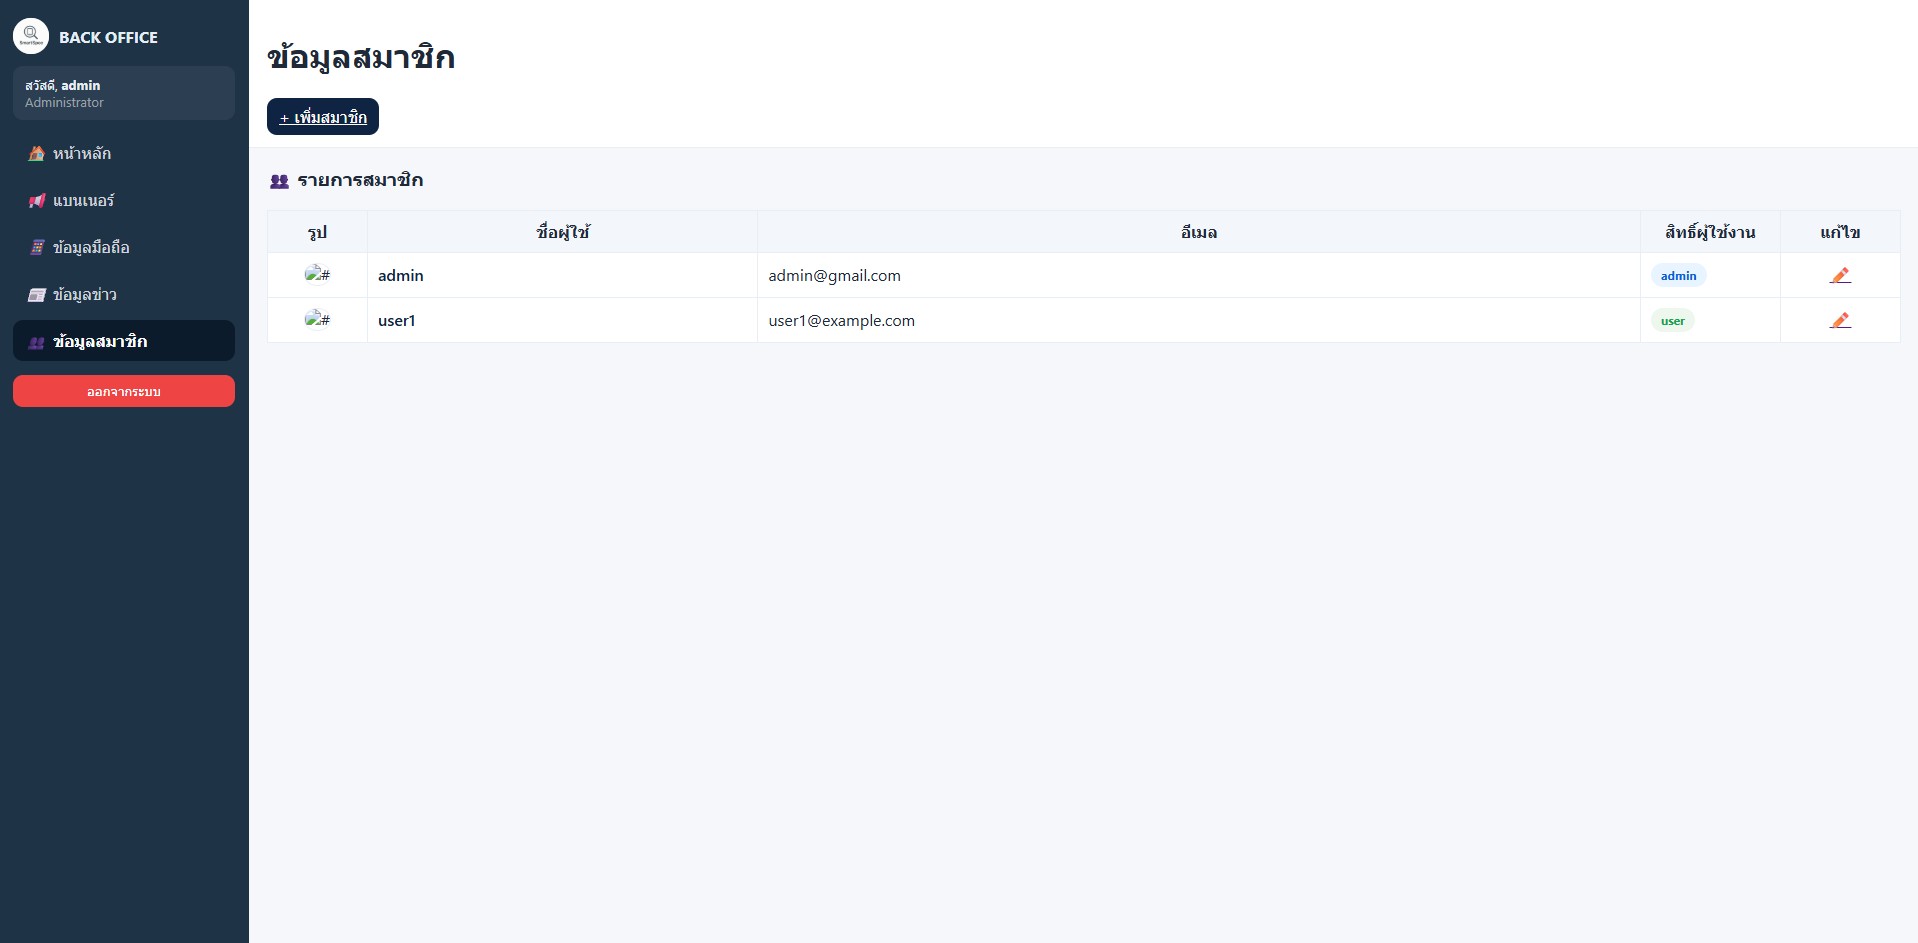 SmartSpec
BACK OFFICE
สวัสดี, admin
Administrator
หน้าหลัก
แบนเนอร์
ข้อมูลมือถือ
ข้อมูลข่าว
ข้อมูลสมาชิก
ออกจากระบบ
ข้อมูลสมาชิก
+ เพิ่มสมาชิก
รายการสมาชิก
รูป ชื่อผู้ใช้ อีเมล สิทธิ์ผู้ใช้งาน แก้ไข
# admin admin@gmail.com admin
# user1 user1@example.com user